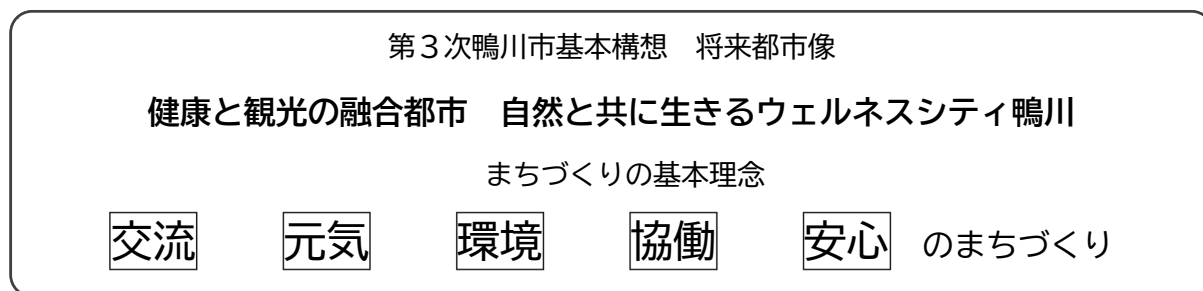 第３次鴨川市基本構想　将来都市像
健康と観光の融合都市　自然と共に生きるウェルネスシティ鴨川
まちづくりの基本理念
交流　元気　環境　協働　安心　のまちづくり